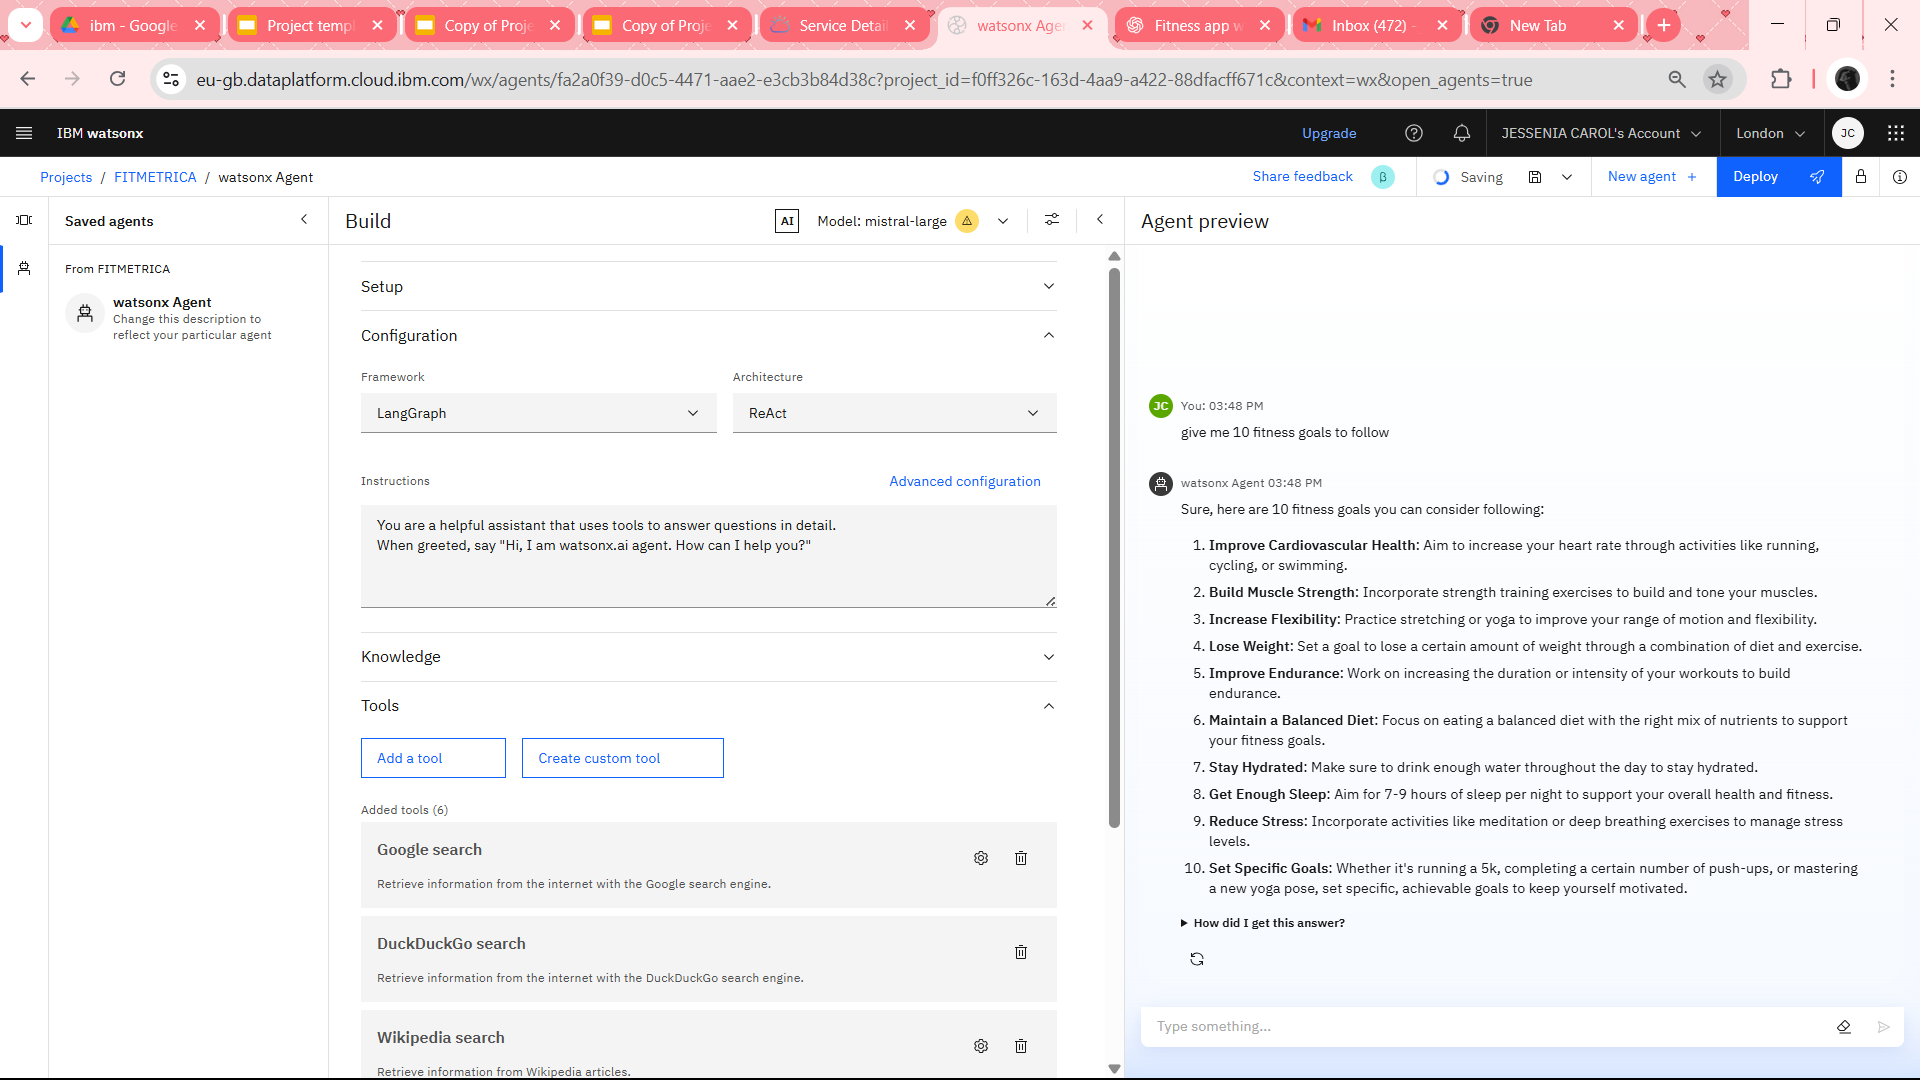 ibm - Google
Project temp
Copy of Proje
Copy of Proje
Service Detail
watsonx Age
Fitness app w
Inbox (472) -
New Tab
eu-gb.dataplatform.cloud.ibm.com/wx/agents/fa2a0f39-d0c5-4471-aae2-e3cb3b84d38c?project_id=f0ff326c-163d-4aa9-a422-88dfacff671c&context=wx&open_agents=true
IBM watsonx
Upgrade
JESSENIA CAROL's Account
London
JC
Projects / FITMETRICA / watsonx Agent
Share feedback β
Saving
New agent +
Deploy
Saved agents
From FITMETRICA
watsonx Agent
Change this description to
reflect your particular agent
Build
AI
Model: mistral-large
Setup
Configuration
Framework
Architecture
LangGraph
ReAct
Instructions
Advanced configuration
You are a helpful assistant that uses tools to answer questions in detail.
When greeted, say "Hi, I am watsonx.ai agent. How can I help you?"
Knowledge
Tools
Add a tool
Create custom tool
Added tools (6)
Google search
Retrieve information from the internet with the Google search engine.
DuckDuckGo search
Retrieve information from the internet with the DuckDuckGo search engine.
Wikipedia search
Retrieve information from Wikipedia articles.
Agent preview
JC
You: 03:48 PM
give me 10 fitness goals to follow
watsonx Agent 03:48 PM
Sure, here are 10 fitness goals you can consider following:
1. Improve Cardiovascular Health: Aim to increase your heart rate through activities like running,
cycling, or swimming.
2. Build Muscle Strength: Incorporate strength training exercises to build and tone your muscles.
3. Increase Flexibility: Practice stretching or yoga to improve your range of motion and flexibility.
4. Lose Weight: Set a goal to lose a certain amount of weight through a combination of diet and exercise.
5. Improve Endurance: Work on increasing the duration or intensity of your workouts to build
endurance.
6. Maintain a Balanced Diet: Focus on eating a balanced diet with the right mix of nutrients to support
your fitness goals.
7. Stay Hydrated: Make sure to drink enough water throughout the day to stay hydrated.
8. Get Enough Sleep: Aim for 7-9 hours of sleep per night to support your overall health and fitness.
9. Reduce Stress: Incorporate activities like meditation or deep breathing exercises to manage stress
levels.
10. Set Specific Goals: Whether it's running a 5k, completing a certain number of push-ups, or mastering
a new yoga pose, set specific, achievable goals to keep yourself motivated.
How did I get this answer?
Type something...